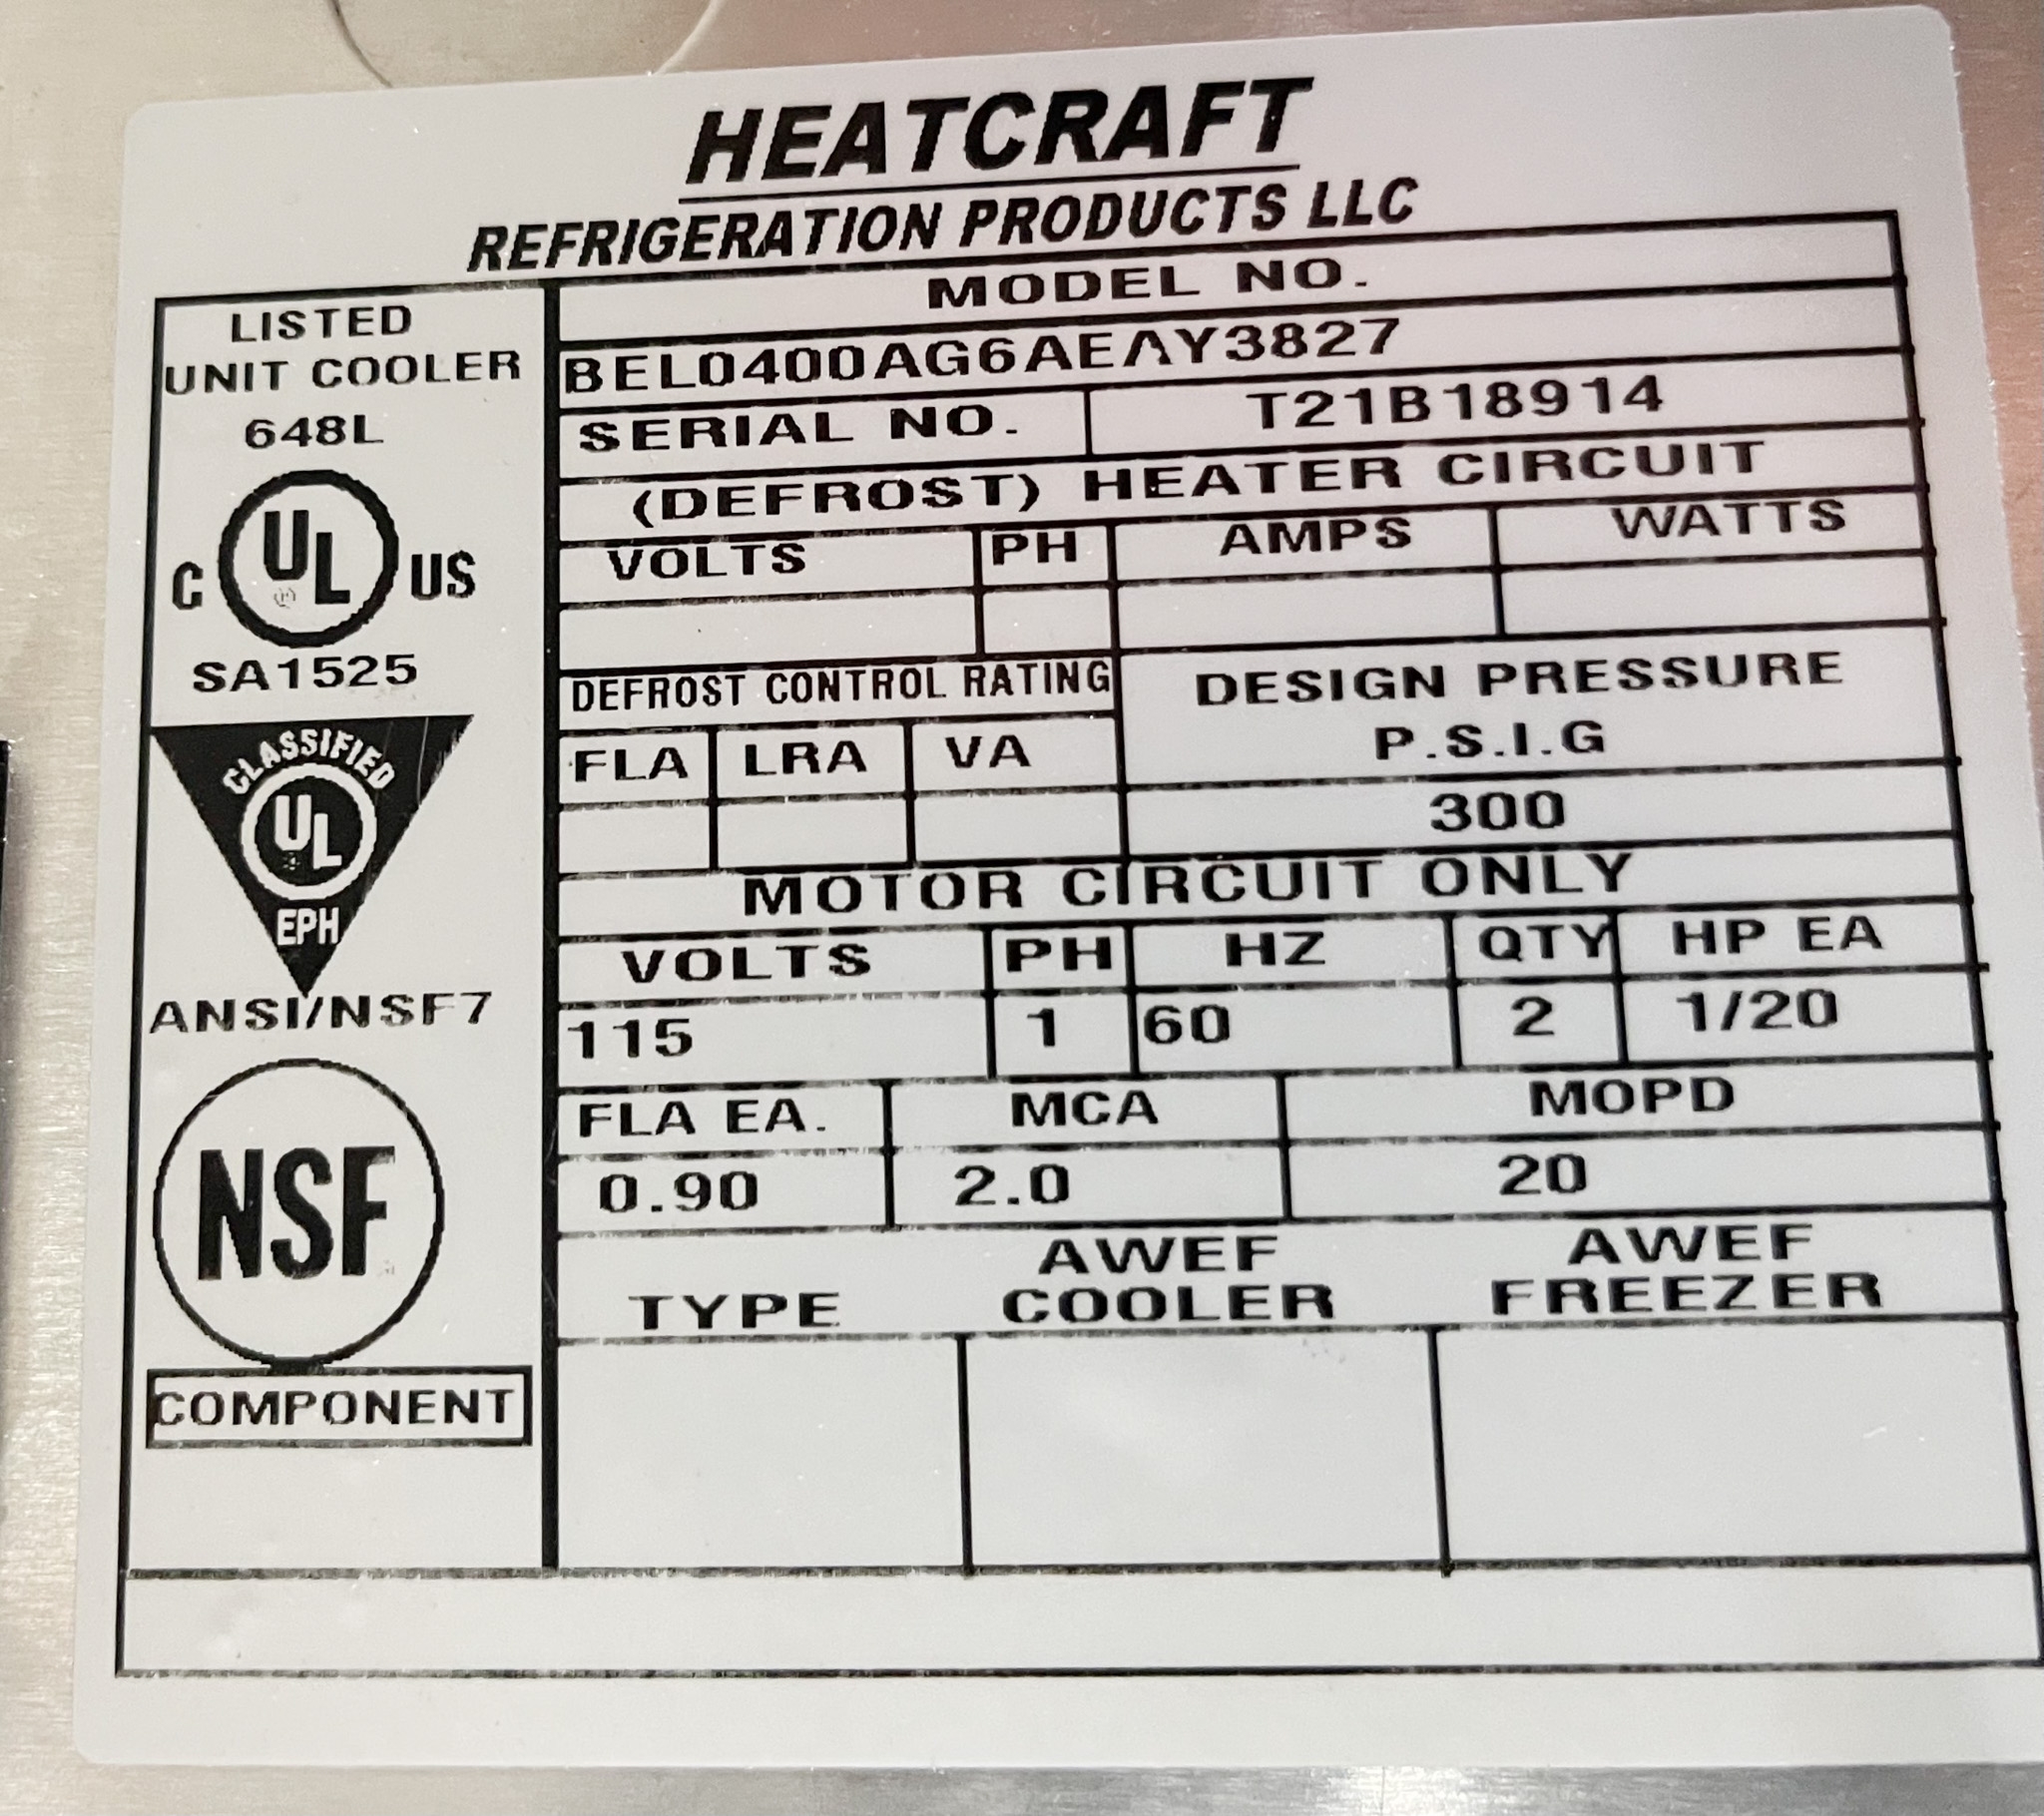 HEATCRAFT
REFRIGERATION PRODUCTS LLC
LISTED
UNIT COOLER
648L
C UL US
SA1525
CLASSIFIED
UL
EPH
ANSI/NSF7
NSF
COMPONENT
MODEL NO.
BEL0400AG6AEAY3827
SERIAL NO. T21B18914
(DEFROST) HEATER CIRCUIT
VOLTS PH AMPS WATTS
DEFROST CONTROL RATING
FLA LRA VA
DESIGN PRESSURE
P.S.I.G
300
MOTOR CIRCUIT ONLY
VOLTS PH HZ QTY HP EA
115 1 60 2 1/20
FLA EA. MCA MOPD
0.90 2.0 20
TYPE AWEF COOLER AWEF FREEZER